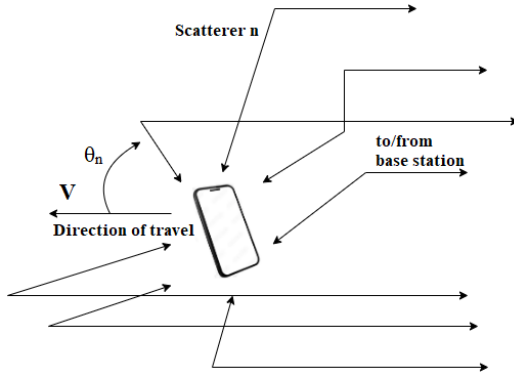 Scatterer n
to/from
base station
θn
V
Direction of travel